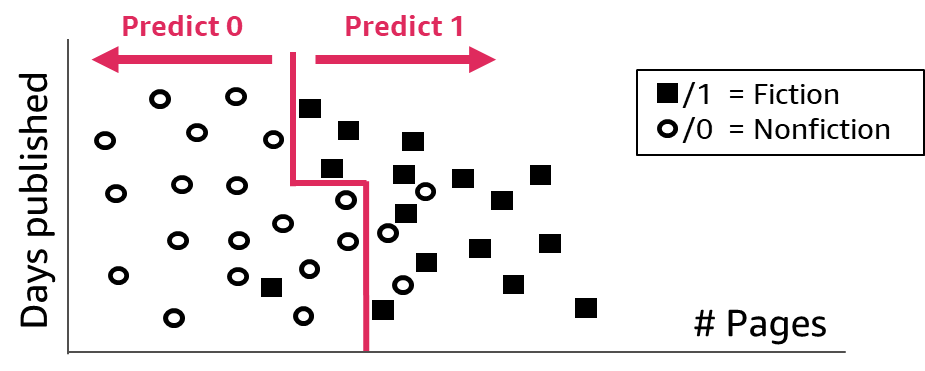 Predict 0
Predict 1
Days published
/1 = Fiction
/0 = Nonfiction
# Pages